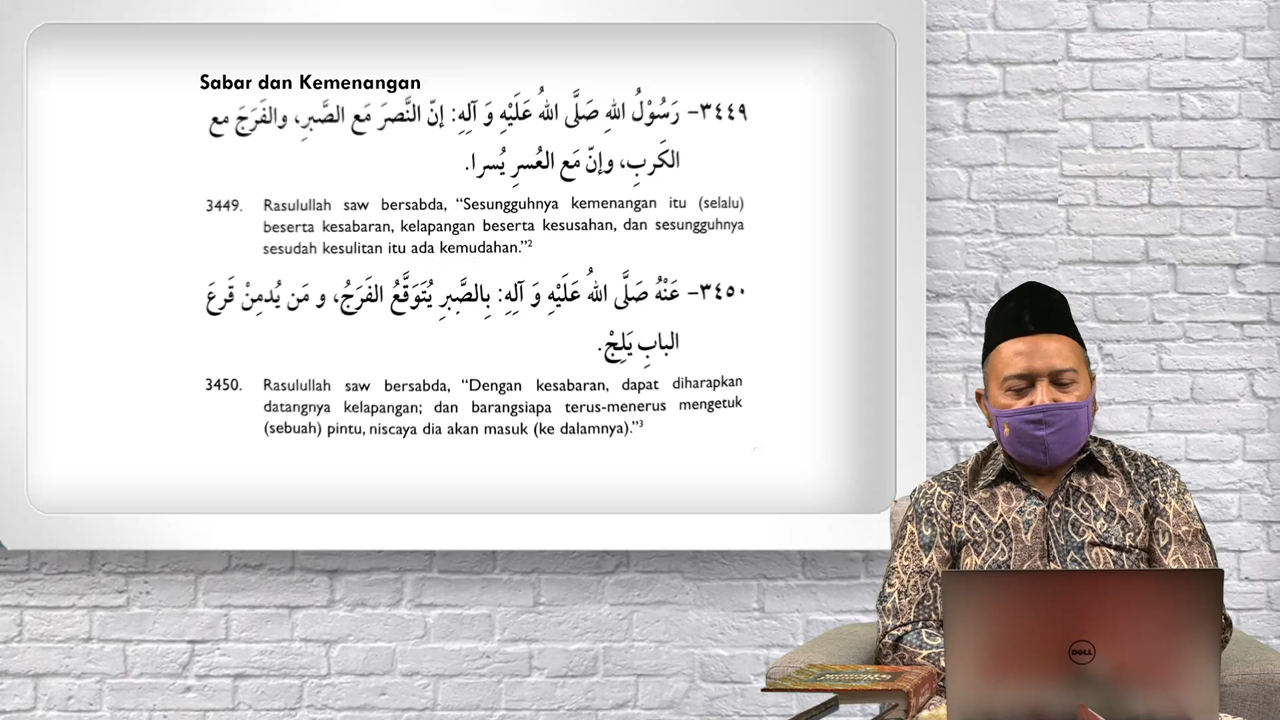 Sabar dan Kemenangan
٣٤٤٩- رَسُوْلُ اللهِ صَلَّى اللهُ عَلَيْهِ وَ آلِهِ: إنّ النَّصرَ مَع الصَّبرِ، والفَرَجَ مع
الكَربِ، وإنّ مَع العُسرِ يُسرا.
3449. Rasulullah saw bersabda, “Sesungguhnya kemenangan itu (selalu)
beserta kesabaran, kelapangan beserta kesusahan, dan sesungguhnya
sesudah kesulitan itu ada kemudahan.”2
٣٤٥٠- عَنْهُ صَلَّى اللهُ عَلَيْهِ وَ آلِهِ: بِالصَّبرِ يُتَوَقَّعُ الفَرَجُ، و مَن يُدمِنْ قَرعَ
البابِ يَلِجْ.
3450. Rasulullah saw bersabda, “Dengan kesabaran, dapat diharapkan
datangnya kelapangan; dan barangsiapa terus-menerus mengetuk
(sebuah) pintu, niscaya dia akan masuk (ke dalamnya).”3
DELL